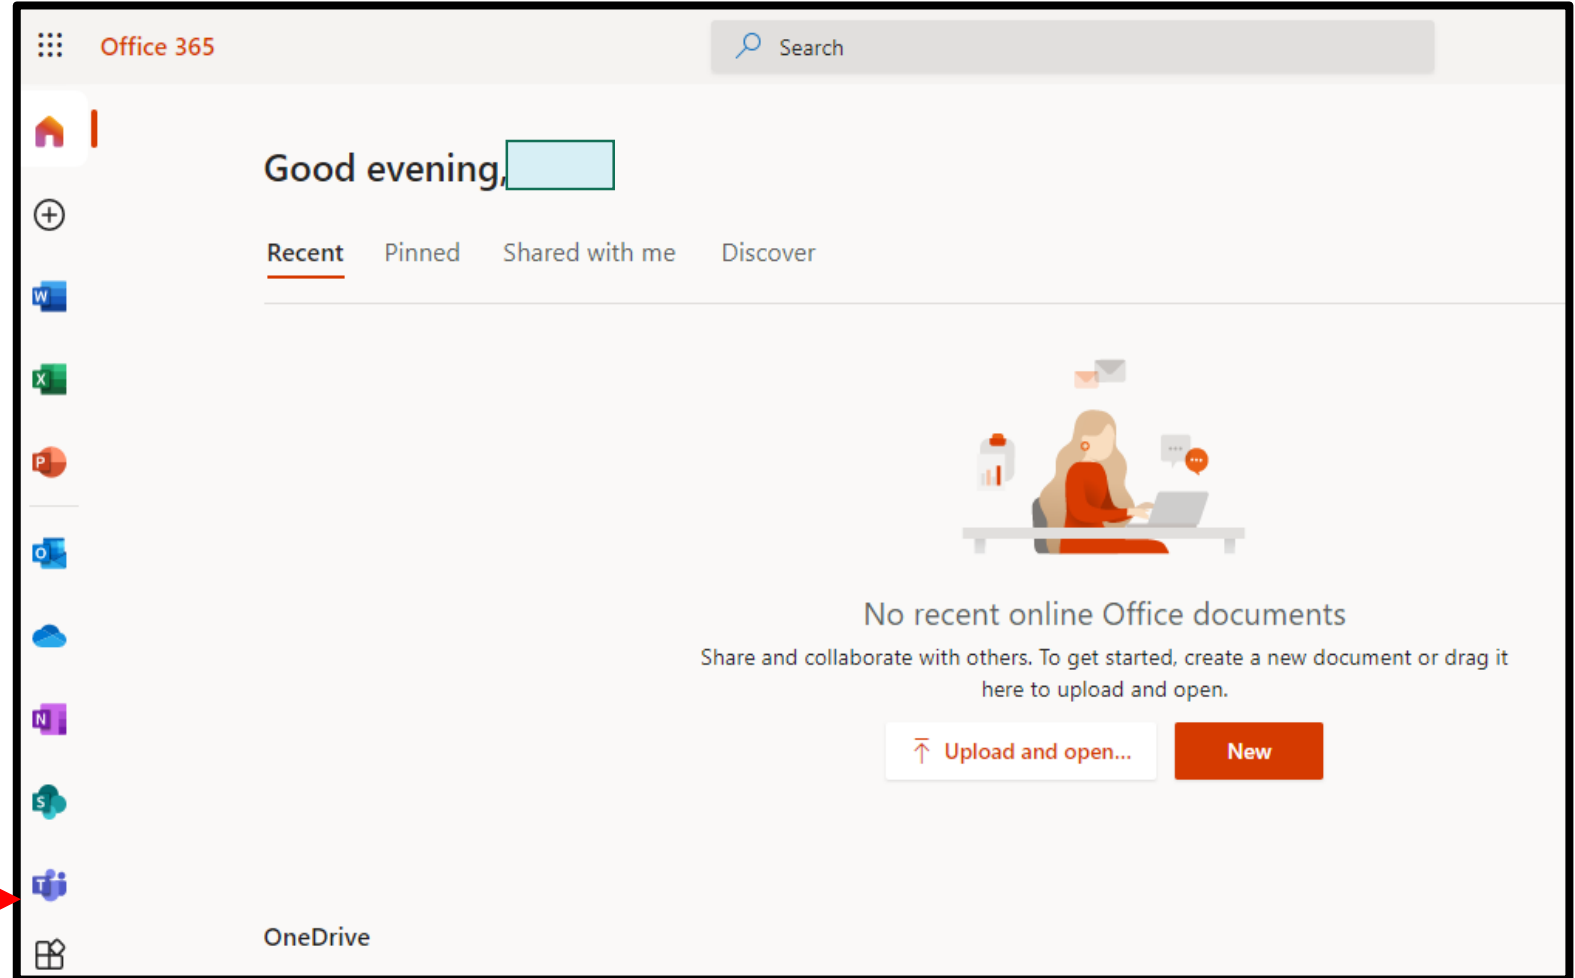 Office 365
Search
Good evening,
Recent Pinned Shared with me Discover
W
X
P
O
N
S
T
No recent online Office documents
Share and collaborate with others. To get started, create a new document or drag it
here to upload and open.
Upload and open... New
OneDrive